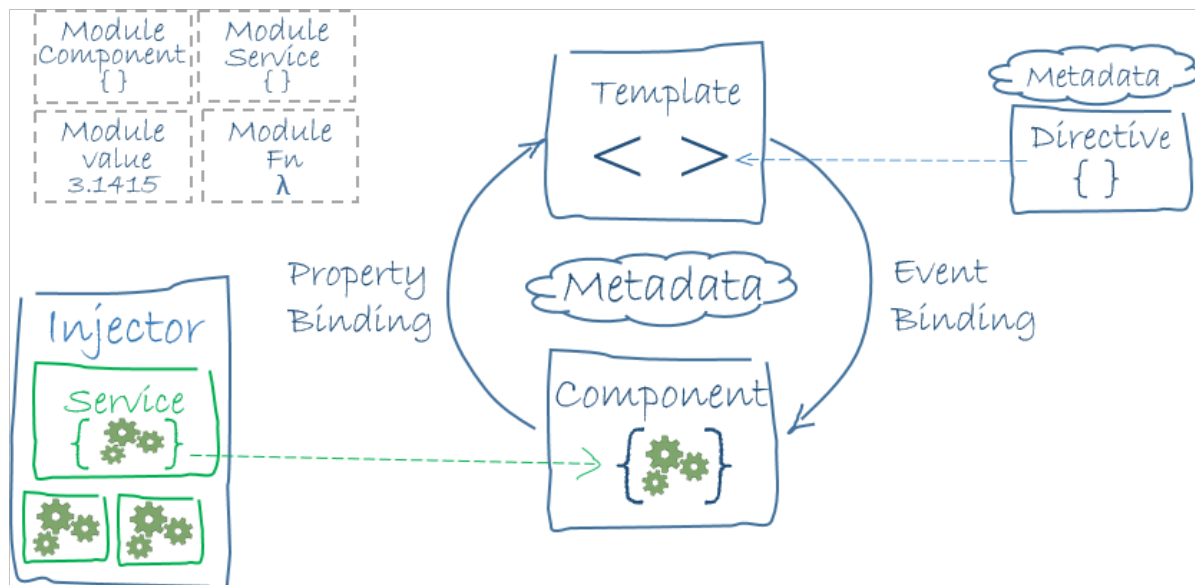 Module
Component
{ }
Module
Service
{ }
Module
value
3.1415
Module
Fn
λ
Template
< >
Metadata
Directive
{ }
Property
Binding
Metadata
Event
Binding
Injector
Service
{ }
Component
{ }